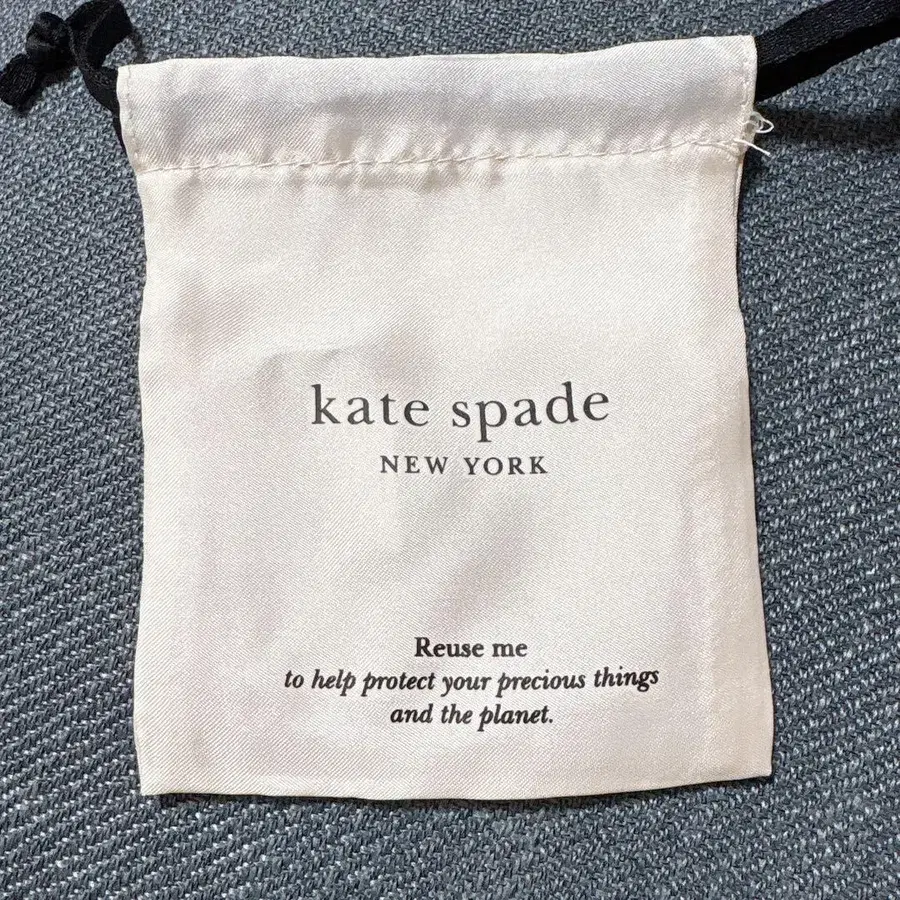 kate spade
NEW YORK
Reuse me
to help protect your precious things
and the planet.